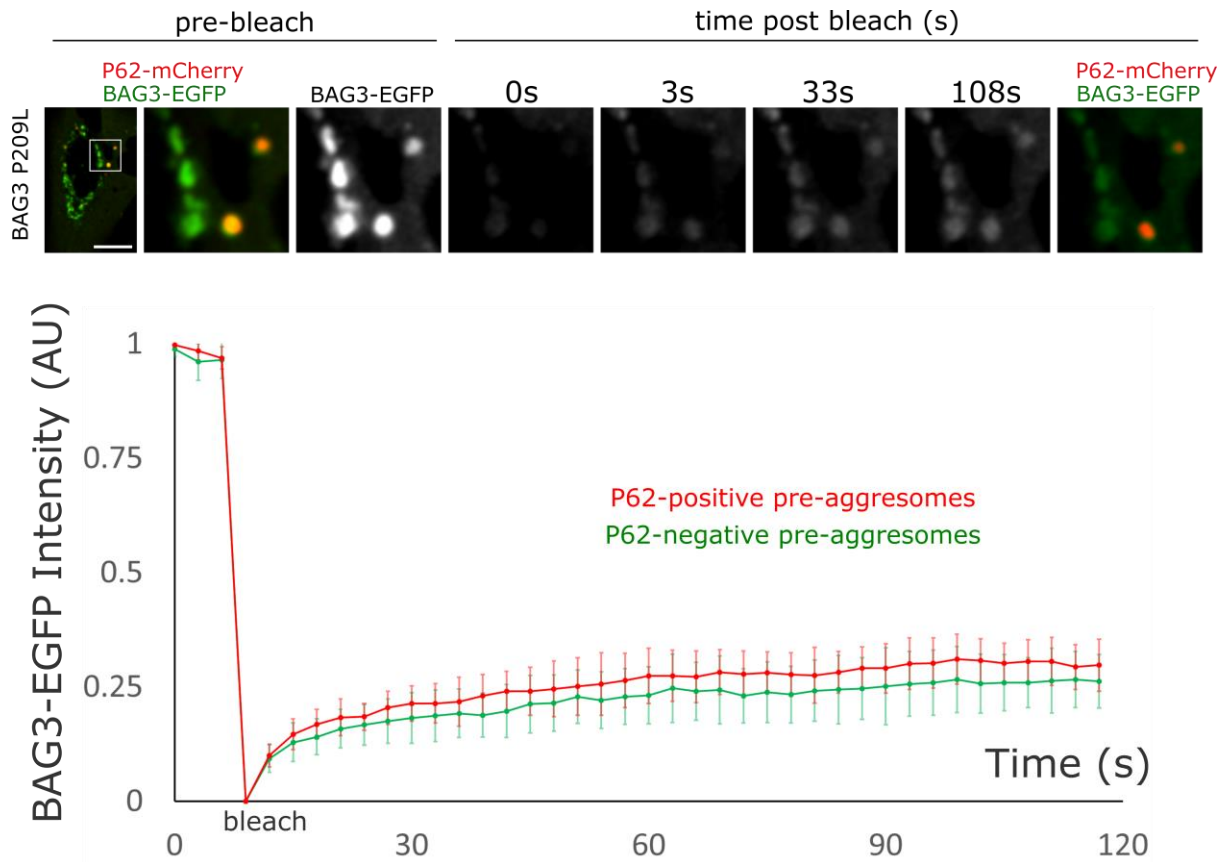 pre-bleach
time post bleach (s)
P62-mCherry
BAG3-EGFP
BAG3-EGFP
0s
3s
33s
108s
P62-mCherry
BAG3-EGFP
BAG3 P209L
BAG3-EGFP Intensity (AU)
1
0.75
0.5
0.25
0
P62-positive pre-aggresomes
P62-negative pre-aggresomes
Time (s)
bleach
0
30
60
90
120